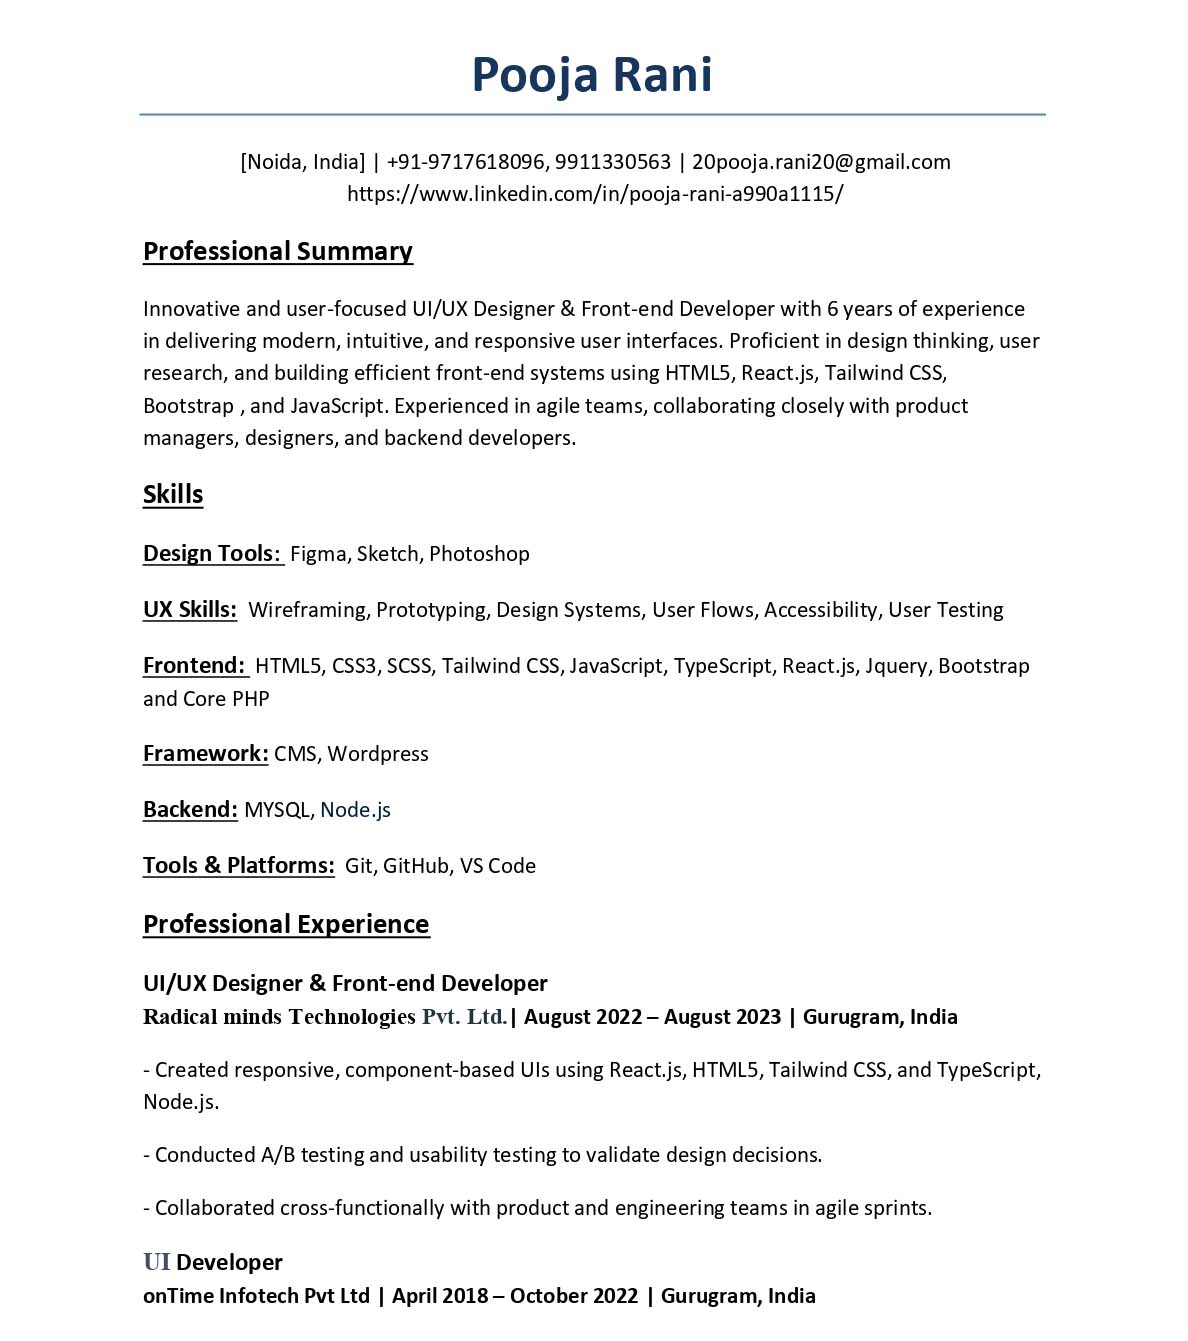 Pooja Rani
[Noida, India] | +91-9717618096, 9911330563 | 20pooja.rani20@gmail.com
https://www.linkedin.com/in/pooja-rani-a990a1115/
Professional Summary
Innovative and user-focused UI/UX Designer & Front-end Developer with 6 years of experience
in delivering modern, intuitive, and responsive user interfaces. Proficient in design thinking, user
research, and building efficient front-end systems using HTML5, React.js, Tailwind CSS,
Bootstrap , and JavaScript. Experienced in agile teams, collaborating closely with product
managers, designers, and backend developers.
Skills
Design Tools: Figma, Sketch, Photoshop
UX Skills: Wireframing, Prototyping, Design Systems, User Flows, Accessibility, User Testing
Frontend: HTML5, CSS3, SCSS, Tailwind CSS, JavaScript, TypeScript, React.js, Jquery, Bootstrap
and Core PHP
Framework: CMS, Wordpress
Backend: MYSQL, Node.js
Tools & Platforms: Git, GitHub, VS Code
Professional Experience
UI/UX Designer & Front-end Developer
Radical minds Technologies Pvt. Ltd.| August 2022 – August 2023 | Gurugram, India
- Created responsive, component-based UIs using React.js, HTML5, Tailwind CSS, and TypeScript,
Node.js.
- Conducted A/B testing and usability testing to validate design decisions.
- Collaborated cross-functionally with product and engineering teams in agile sprints.
UI Developer
onTime Infotech Pvt Ltd | April 2018 – October 2022 | Gurugram, India